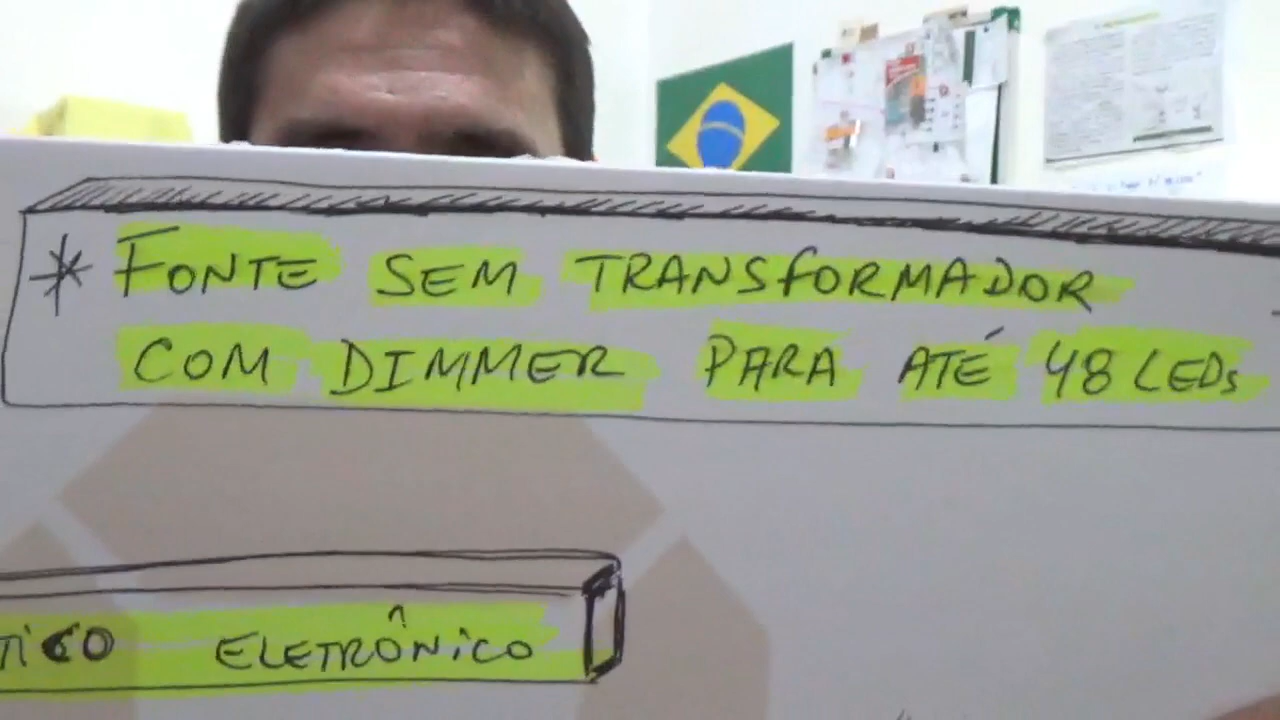 * FONTE SEM TRANSFORMADOR
COM DIMMER PARA ATÉ 48 LEDs
ELETRÔNICO